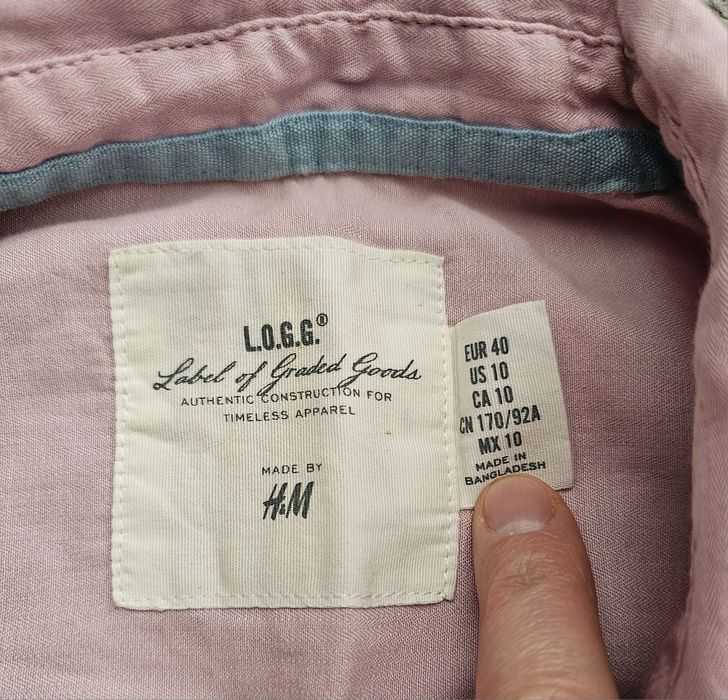 L.O.G.G.®
Label of Graded Goods
AUTHENTIC CONSTRUCTION FOR
TIMELESS APPAREL
MADE BY
H&M
EUR 40
US 10
CA 10
CN 170/92A
MX 10
MADE IN
BANGLADESH